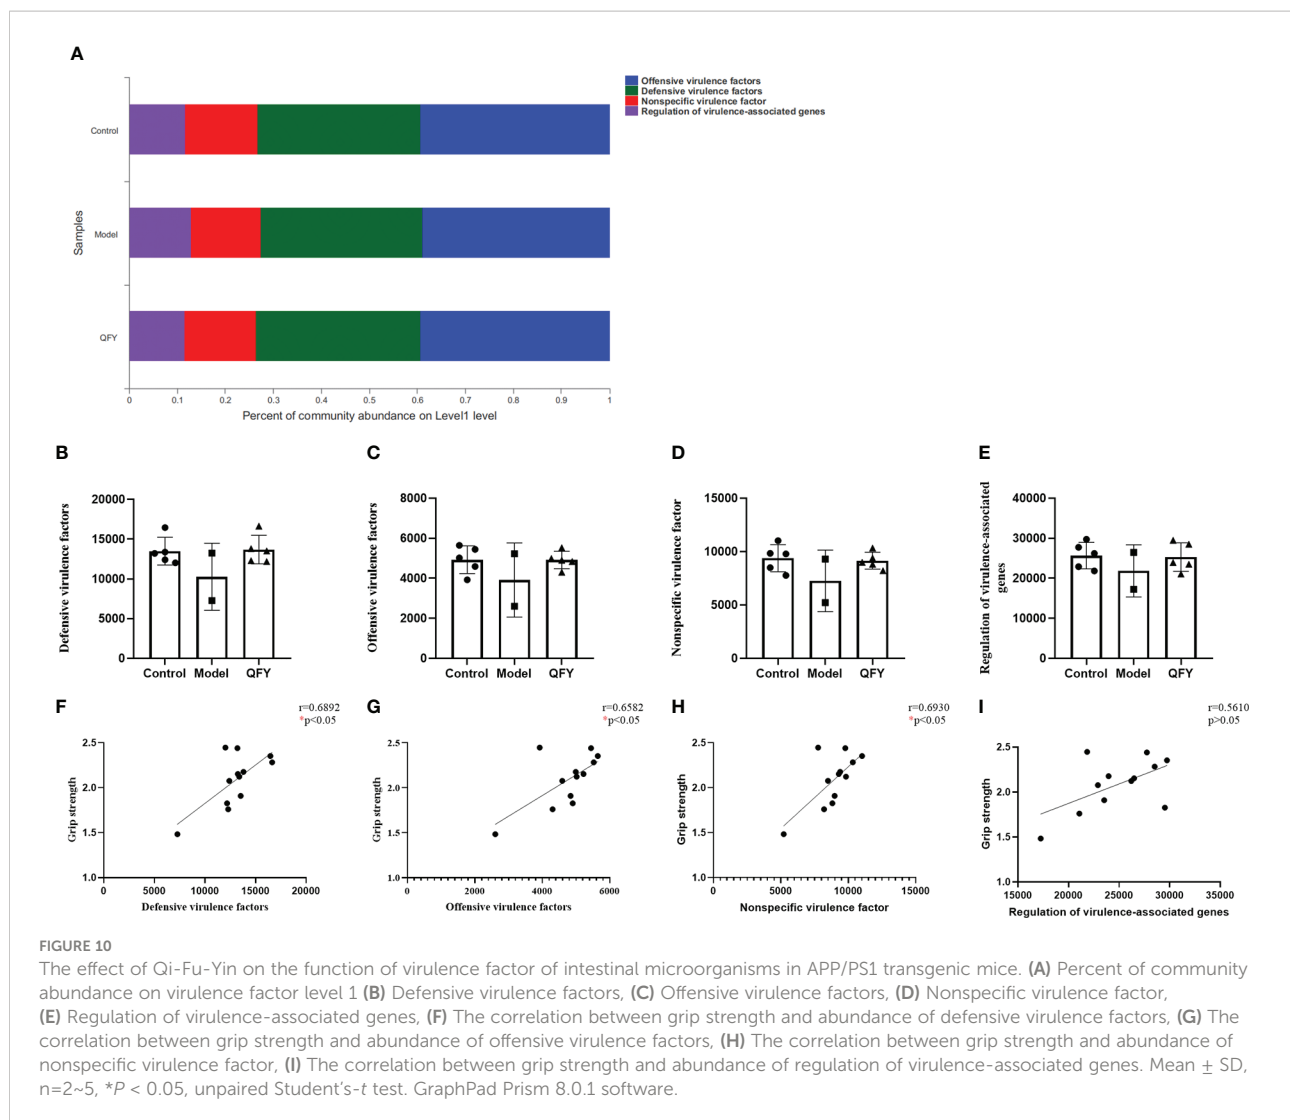 A
Offensive virulence factors
Defensive virulence factors
Nonspecific virulence factor
Regulation of virulence-associated genes
Samples
Control
Model
QFY
0 0.1 0.2 0.3 0.4 0.5 0.6 0.7 0.8 0.9 1
Percent of community abundance on Level1 level
B
Defensive virulence factors
20000
15000
10000
5000
0
Control Model QFY
C
Offensive virulence factors
8000
6000
4000
2000
0
Control Model QFY
D
Nonspecific virulence factor
15000
10000
5000
0
Control Model QFY
E
Regulation of virulence-associated
genes
40000
30000
20000
10000
0
Control Model QFY
F
r=0.6892
*p<0.05
Grip strength
2.5
2.0
1.5
1.0
0 5000 10000 15000 20000
Defensive virulence factors
G
r=0.6582
*p<0.05
Grip strength
2.5
2.0
1.5
1.0
0 2000 4000 6000
Offensive virulence factors
H
r=0.6930
*p<0.05
Grip strength
2.5
2.0
1.5
1.0
0 5000 10000 15000
Nonspecific virulence factor
I
r=0.5610
p>0.05
Grip strength
2.5
2.0
1.5
1.0
15000 20000 25000 30000 35000
Regulation of virulence-associated genes
FIGURE 10
The effect of Qi-Fu-Yin on the function of virulence factor of intestinal microorganisms in APP/PS1 transgenic mice. (A) Percent of community
abundance on virulence factor level 1 (B) Defensive virulence factors, (C) Offensive virulence factors, (D) Nonspecific virulence factor,
(E) Regulation of virulence-associated genes, (F) The correlation between grip strength and abundance of defensive virulence factors, (G) The
correlation between grip strength and abundance of offensive virulence factors, (H) The correlation between grip strength and abundance of
nonspecific virulence factor, (I) The correlation between grip strength and abundance of regulation of virulence-associated genes. Mean ± SD,
n=2~5, *P < 0.05, unpaired Student's-t test. GraphPad Prism 8.0.1 software.